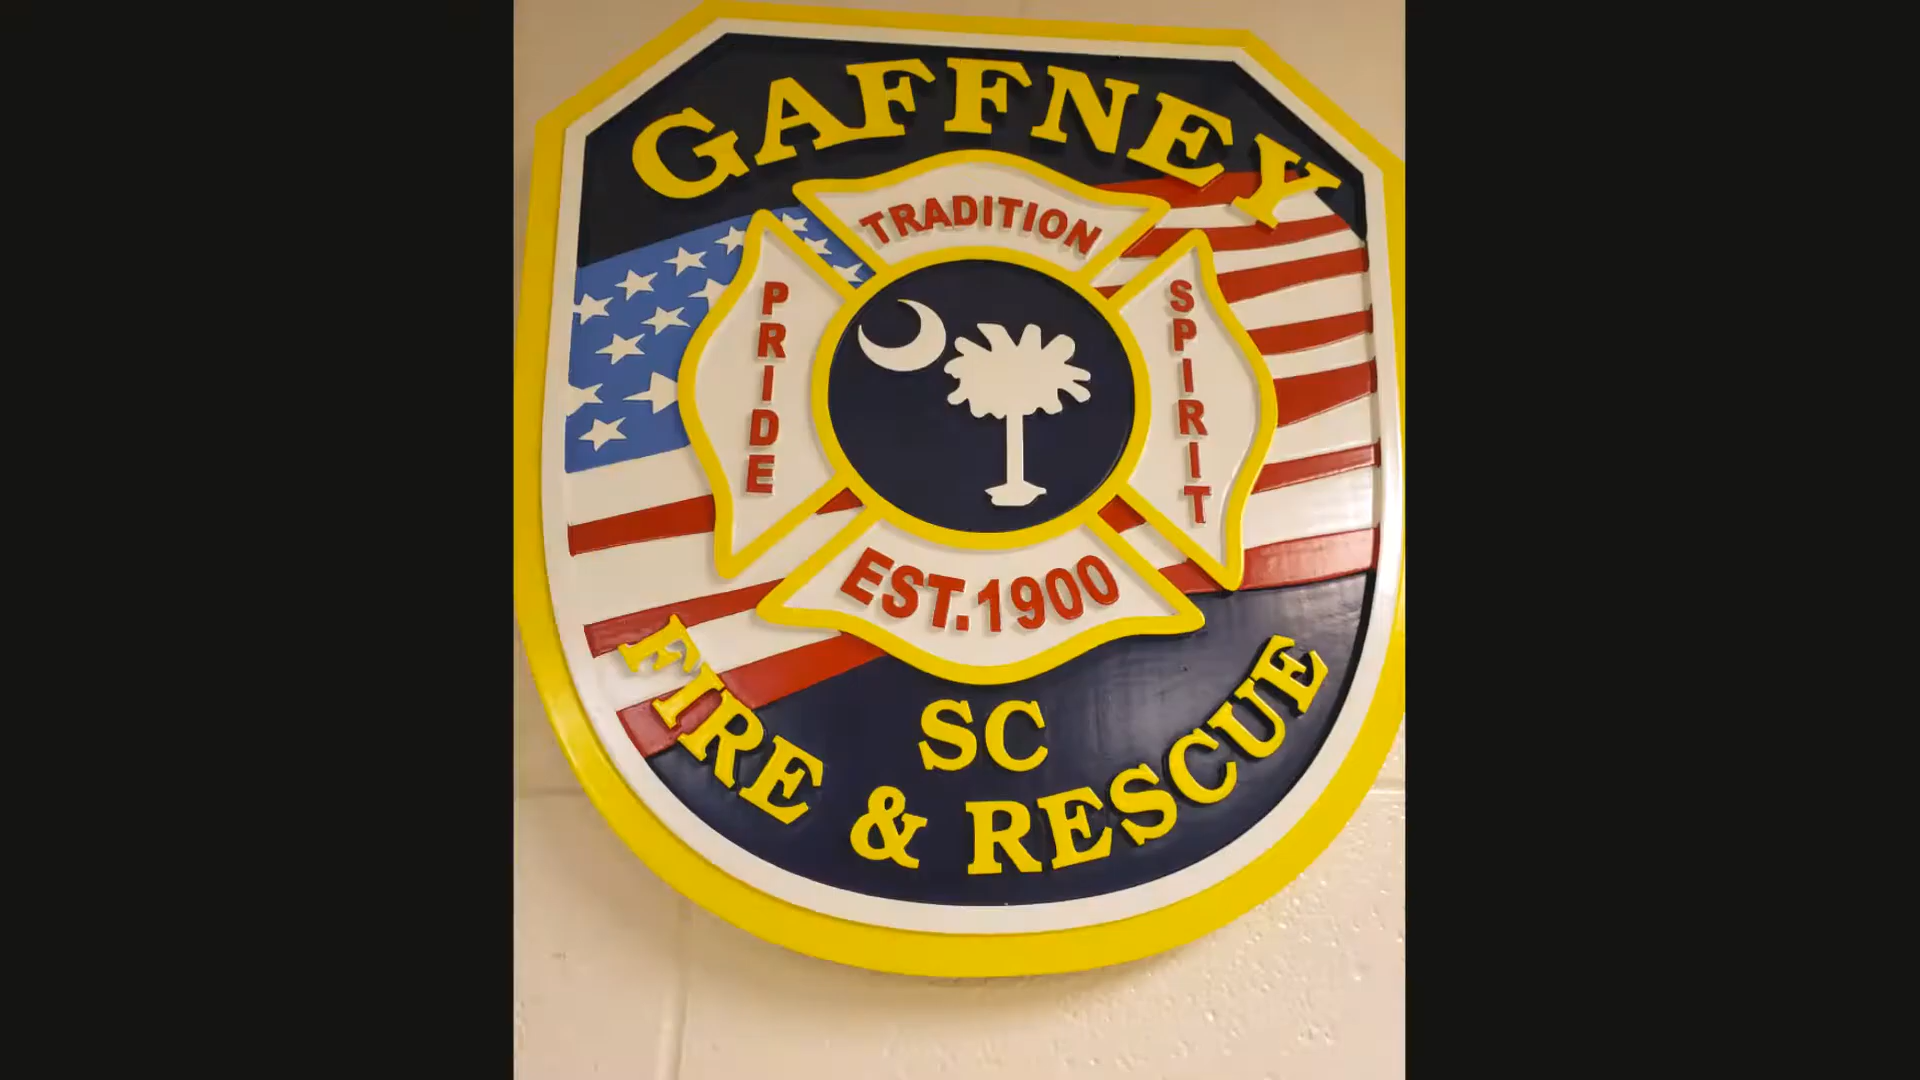 GAFFNEY
TRADITION
PRIDE
SPIRIT
EST.1900
SC
FIRE & RESCUE